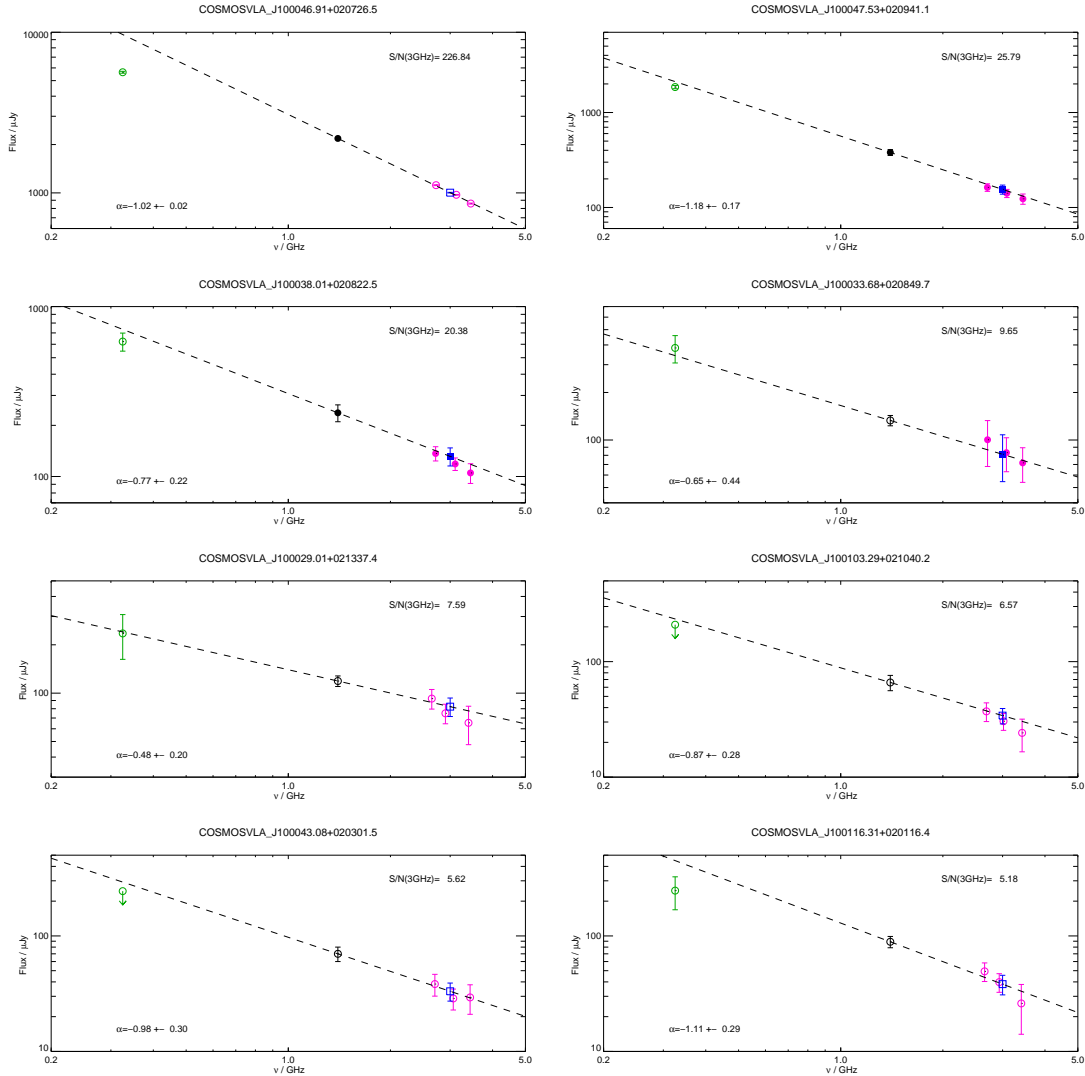 COSMOSVLA_J100046.91+020726.5
S/N(3GHz)= 226.84
10000
1000
Flux / μJy
α=−1.02 +− 0.02
0.2
1.0
5.0
ν / GHz
COSMOSVLA_J100047.53+020941.1
S/N(3GHz)= 25.79
1000
100
Flux / μJy
α=−1.18 +− 0.17
0.2
1.0
5.0
ν / GHz
COSMOSVLA_J100038.01+020822.5
S/N(3GHz)= 20.38
1000
100
Flux / μJy
α=−0.77 +− 0.22
0.2
1.0
5.0
ν / GHz
COSMOSVLA_J100033.68+020849.7
S/N(3GHz)= 9.65
100
Flux / μJy
α=−0.65 +− 0.44
0.2
1.0
5.0
ν / GHz
COSMOSVLA_J100029.01+021337.4
S/N(3GHz)= 7.59
100
Flux / μJy
α=−0.48 +− 0.20
0.2
1.0
5.0
ν / GHz
COSMOSVLA_J100103.29+021040.2
S/N(3GHz)= 6.57
100
10
Flux / μJy
α=−0.87 +− 0.28
0.2
1.0
5.0
ν / GHz
COSMOSVLA_J100043.08+020301.5
S/N(3GHz)= 5.62
100
10
Flux / μJy
α=−0.98 +− 0.30
0.2
1.0
5.0
ν / GHz
COSMOSVLA_J100116.31+020116.4
S/N(3GHz)= 5.18
100
10
Flux / μJy
α=−1.11 +− 0.29
0.2
1.0
5.0
ν / GHz